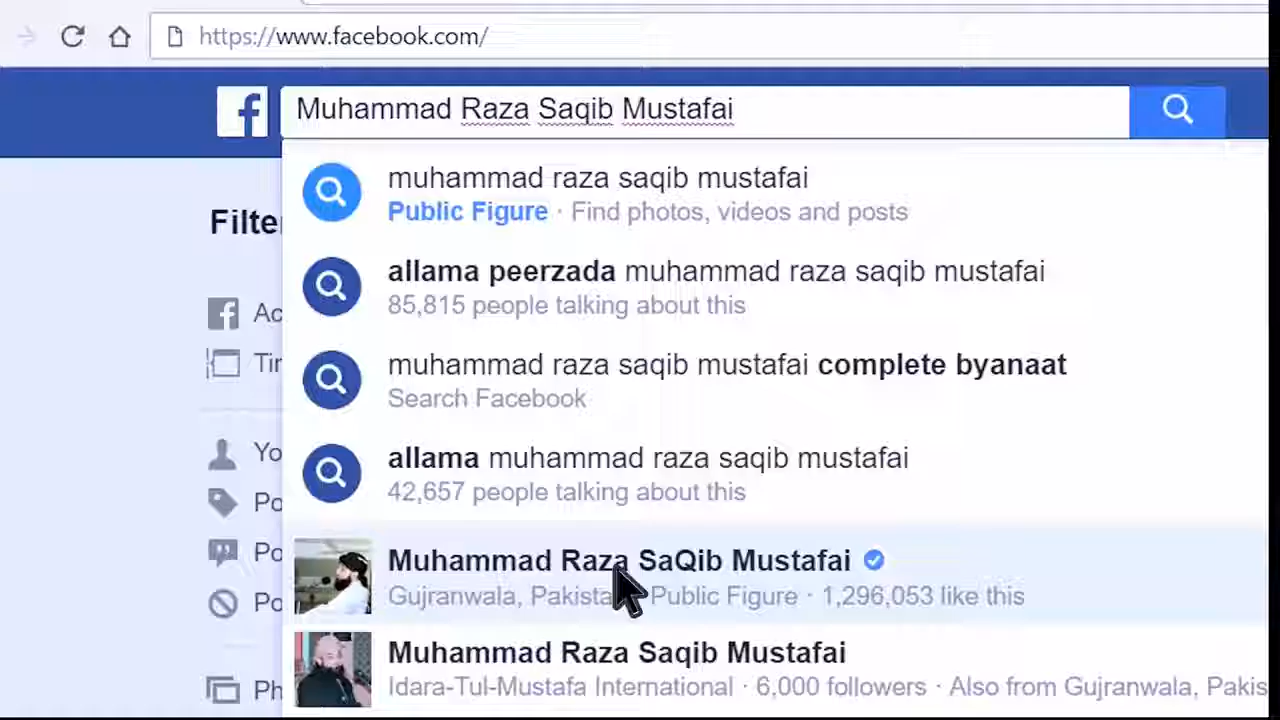 https://www.facebook.com/
Muhammad Raza Saqib Mustafai
muhammad raza saqib mustafai
Public Figure · Find photos, videos and posts
Filte
allama peerzada muhammad raza saqib mustafai
85,815 people talking about this
Ac
Tir
muhammad raza saqib mustafai complete byanaat
Search Facebook
Yo
allama muhammad raza saqib mustafai
42,657 people talking about this
Po
Po
Muhammad Raza SaQib Mustafai
Gujranwala, Pakista Public Figure · 1,296,053 like this
Po
Muhammad Raza Saqib Mustafai
Idara-Tul-Mustafa International · 6,000 followers · Also from Gujranwala, Pakis
Ph